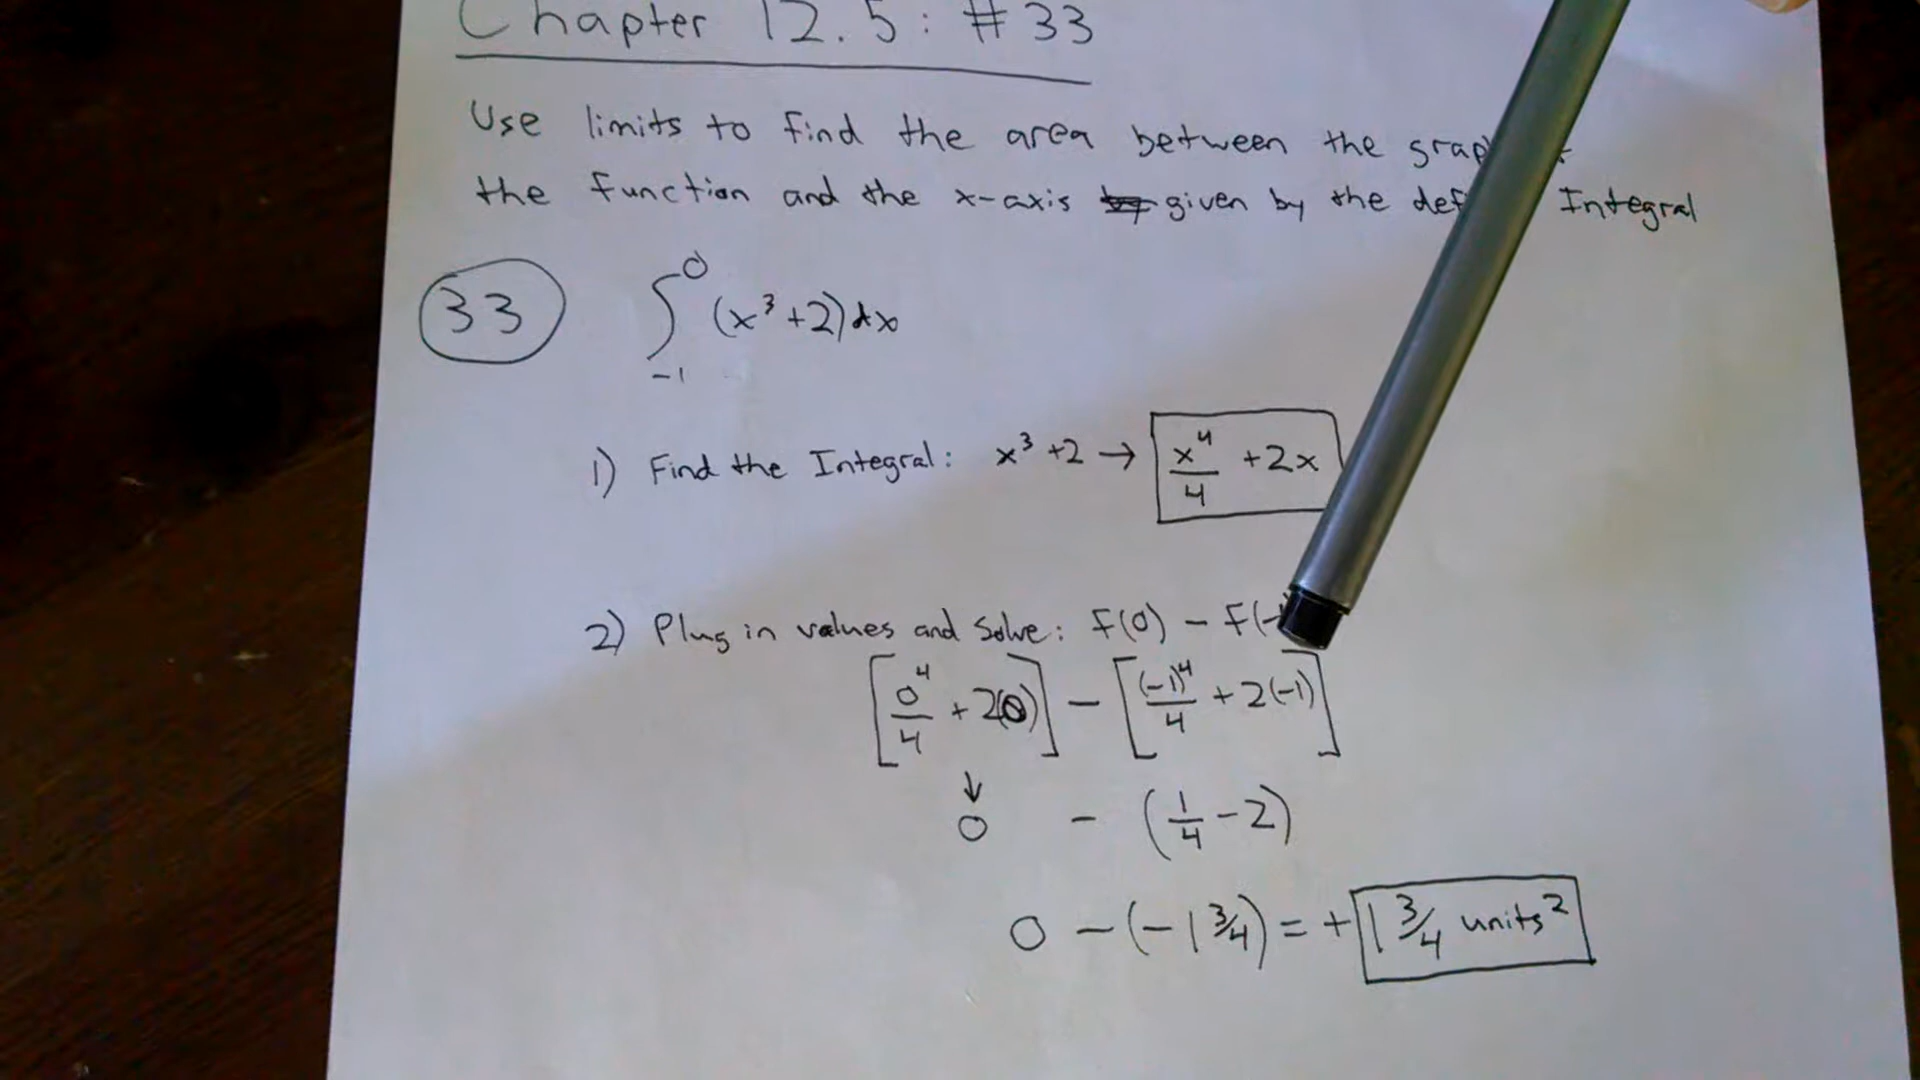 Chapter 12.5: #33
Use limits to find the area between the
the function and the x-axis given by the Integral
33 ∫₋₁⁰ (x³+2)dx
1) Find the Integral: x³+2 → x⁴/4 +2x
2) Plug in values and Solve: F(0) - F(-1
[0⁴/4 + 2(0)] - [(-1)⁴/4 + 2(-1)]
↓
0 - (1/4 - 2)
0 - (-1 3/4) = + 1 3/4 units²